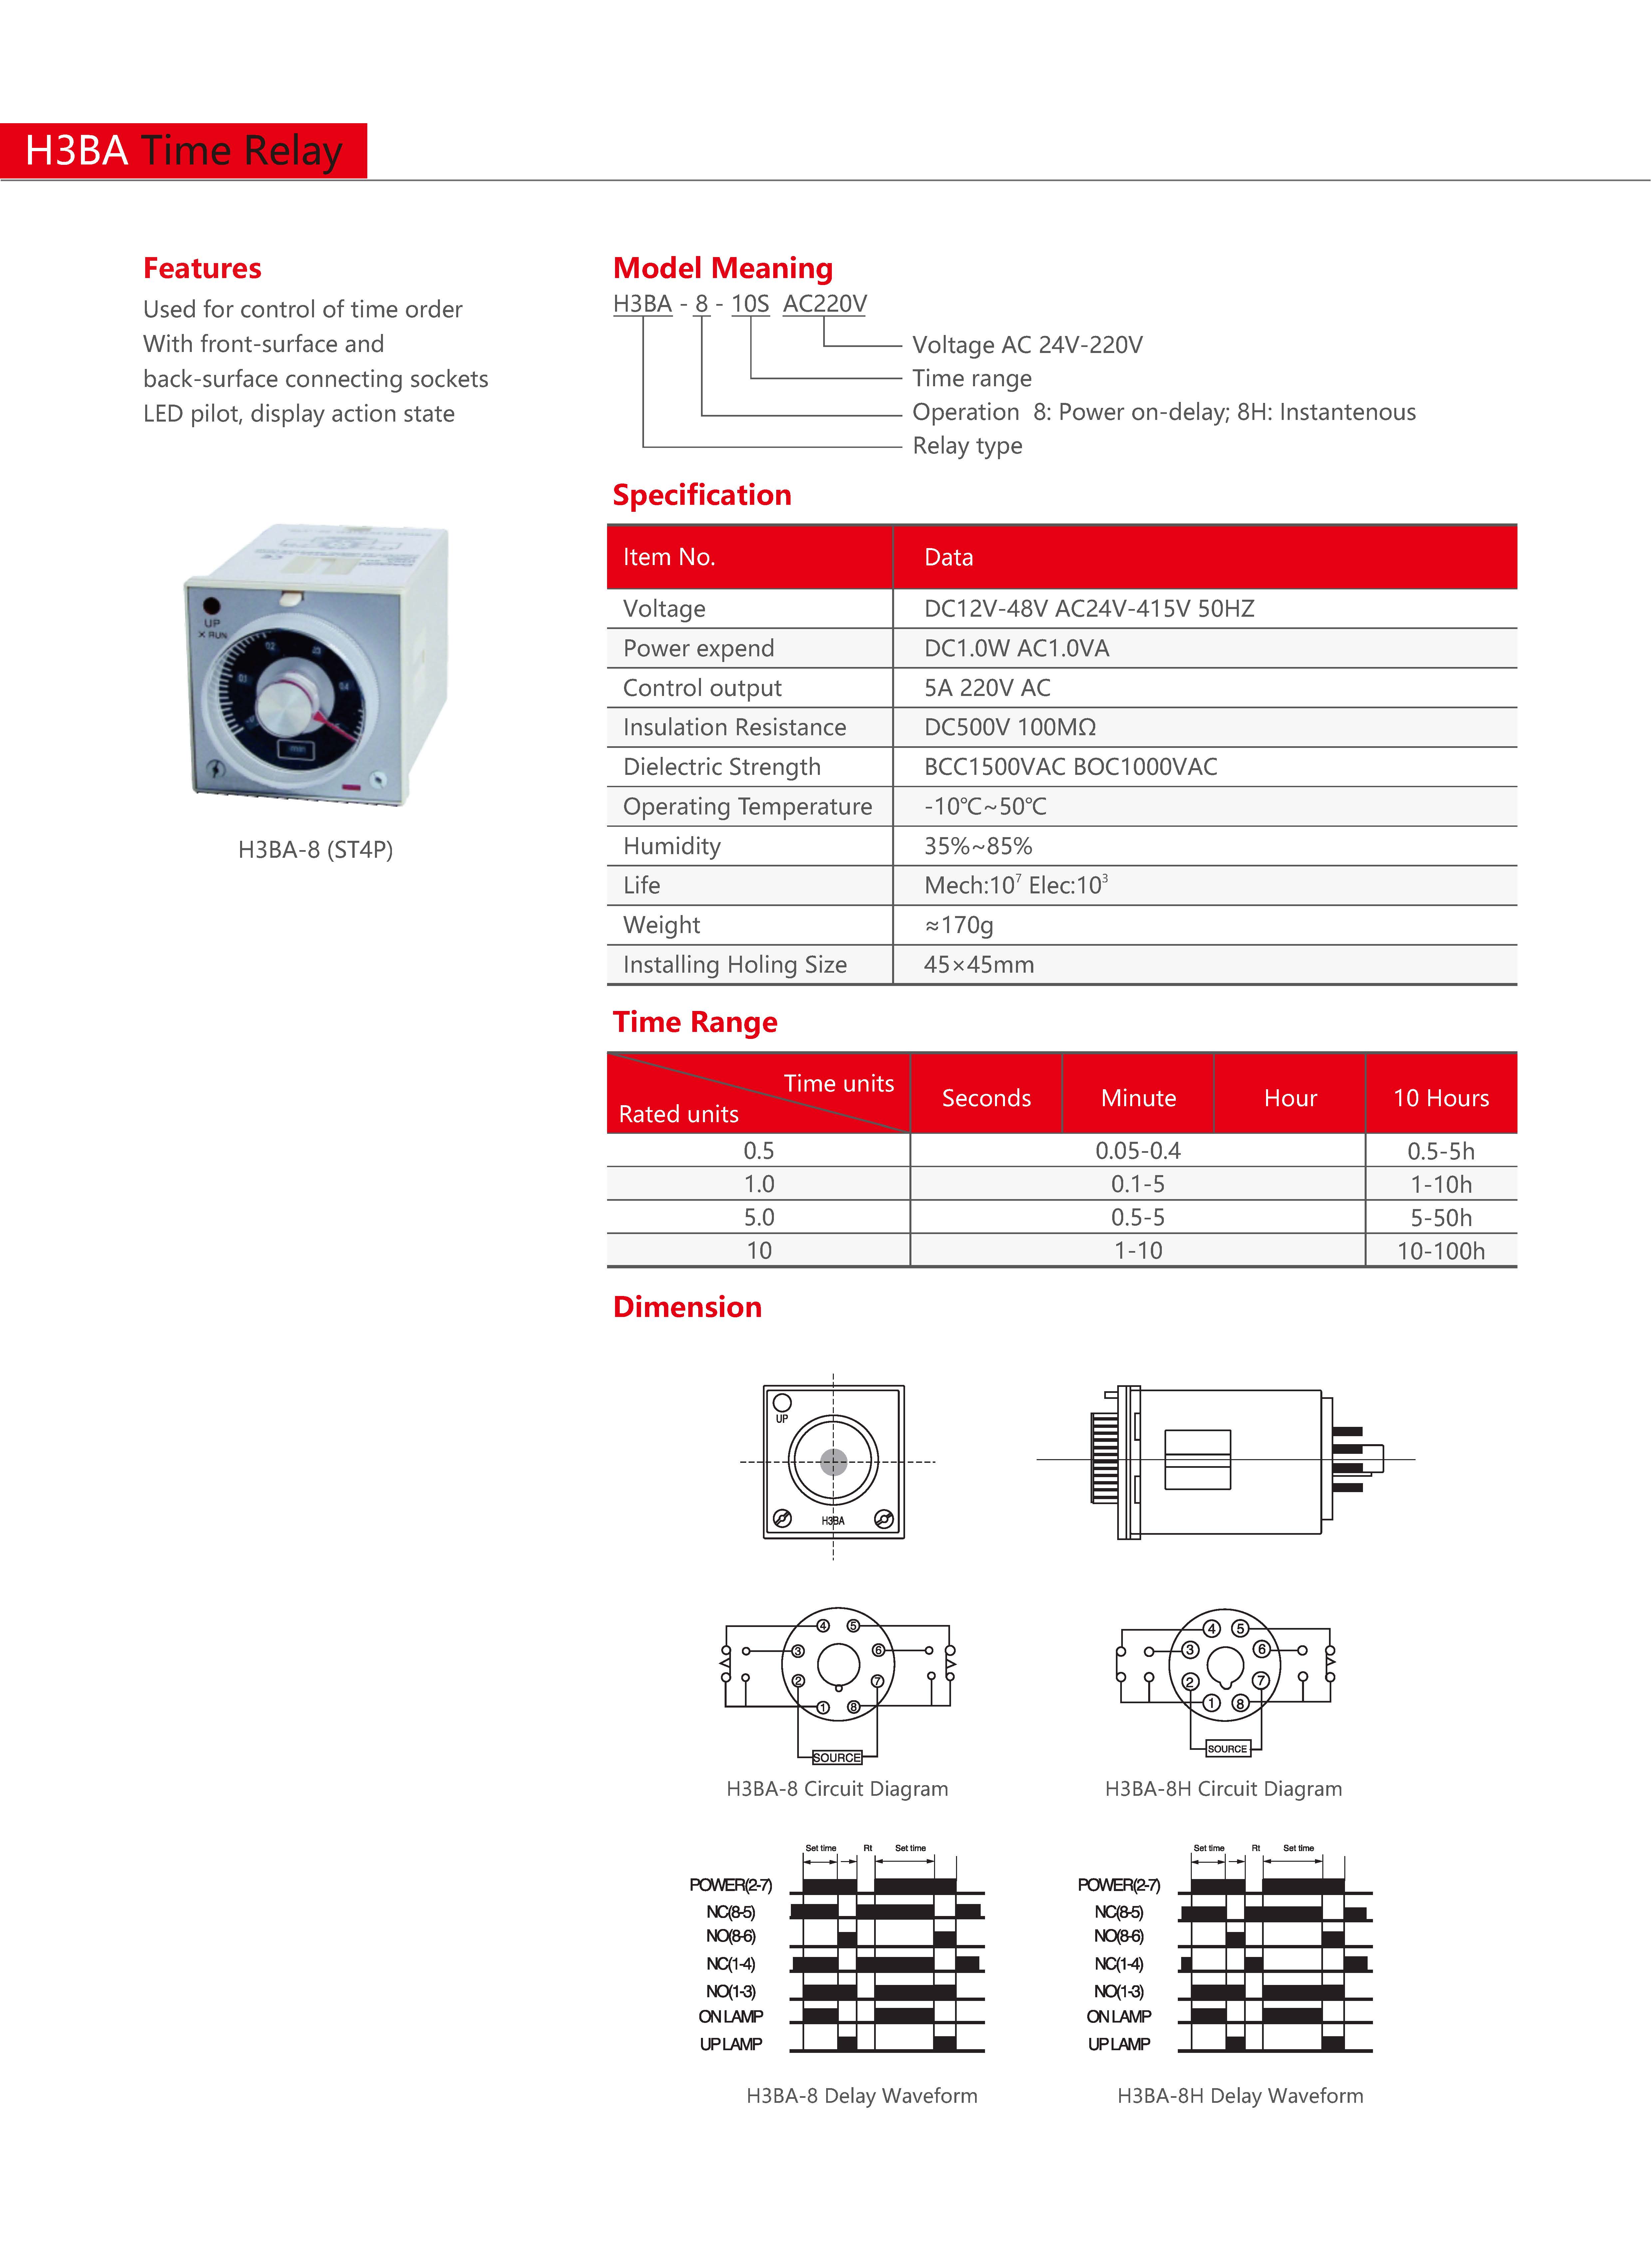 H3BA Time Relay
Features
Used for control of time order
With front-surface and
back-surface connecting sockets
LED pilot, display action state
UP
X RUN
0.1
0.2
0.3
0.4
H3BA-8 (ST4P)
Model Meaning
H3BA - 8 - 10S AC220V
Voltage AC 24V-220V
Time range
Operation 8: Power on-delay; 8H: Instantenous
Relay type
Specification
Item No. Data
Voltage DC12V-48V AC24V-415V 50HZ
Power expend DC1.0W AC1.0VA
Control output 5A 220V AC
Insulation Resistance DC500V 100MΩ
Dielectric Strength BCC1500VAC BOC1000VAC
Operating Temperature -10℃~50℃
Humidity 35%~85%
Life Mech:10⁷ Elec:10³
Weight ≈170g
Installing Holing Size 45×45mm
Time Range
Time units
Rated units
Seconds Minute Hour 10 Hours
0.5 0.05-0.4 0.5-5h
1.0 0.1-5 1-10h
5.0 0.5-5 5-50h
10 1-10 10-100h
Dimension
UP
H3BA
4 5
3 6
2 7
1 8
SOURCE
H3BA-8 Circuit Diagram
4 5
3 6
2 7
1 8
SOURCE
H3BA-8H Circuit Diagram
Set time Rt Set time
POWER(2-7)
NC(8-5)
NO(8-6)
NC(1-4)
NO(1-3)
ON LAMP
UP LAMP
H3BA-8 Delay Waveform
Set time Rt Set time
POWER(2-7)
NC(8-5)
NO(8-6)
NC(1-4)
NO(1-3)
ON LAMP
UP LAMP
H3BA-8H Delay Waveform